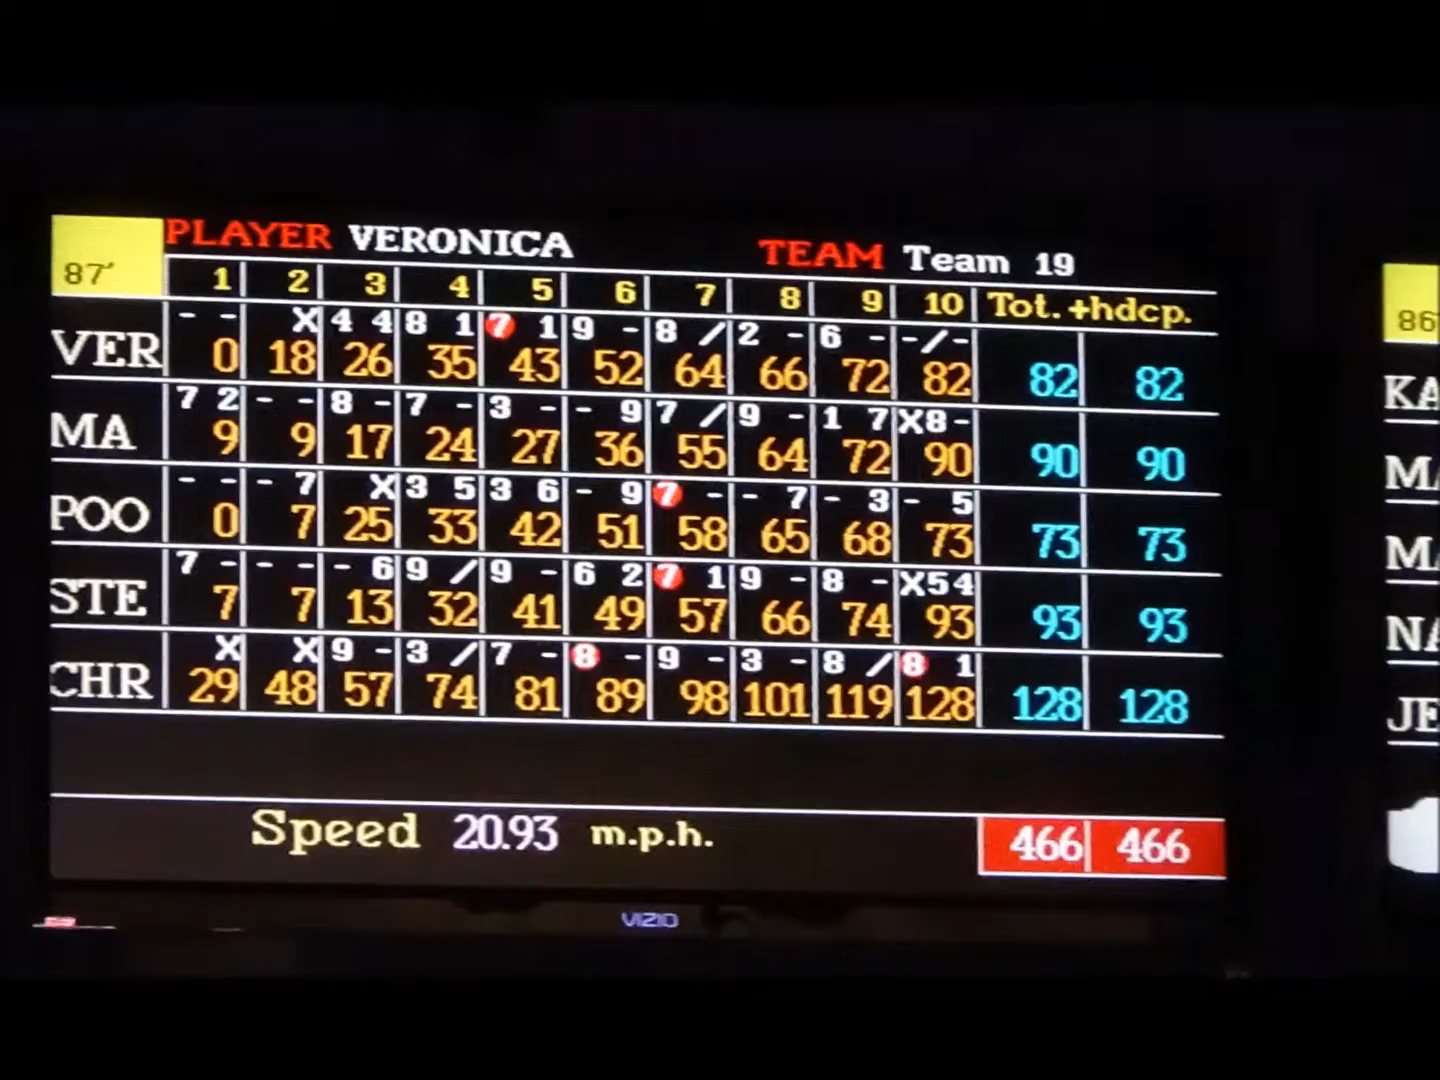 PLAYER VERONICA TEAM Team 19
87' 1 2 3 4 5 6 7 8 9 10 Tot. +hdcp.
- - X 4 4 8 1 7 1 9 - 8 / 2 - 6 - - / -
VER 0 18 26 35 43 52 64 66 72 82 82 82
7 2 - - 8 - 7 - 3 - - 9 7 / 9 - 1 7 X 8 -
MA 9 9 17 24 27 36 55 64 72 90 90 90
- - - 7 X 3 5 3 6 - 9 7 - - 7 - 3 - 5
POO 0 7 25 33 42 51 58 65 68 73 73 73
7 - - - - 6 9 / 9 - 6 2 7 1 9 - 8 - X 5 4
STE 7 7 13 32 41 49 57 66 74 93 93 93
X X 9 - 3 / 7 - 8 - 9 - 3 - 8 / 8 1
CHR 29 48 57 74 81 89 98 101 119 128 128 128
Speed 20.93 m.p.h. 466 466
VIZIO
86
KA
MA
MA
NA
JE